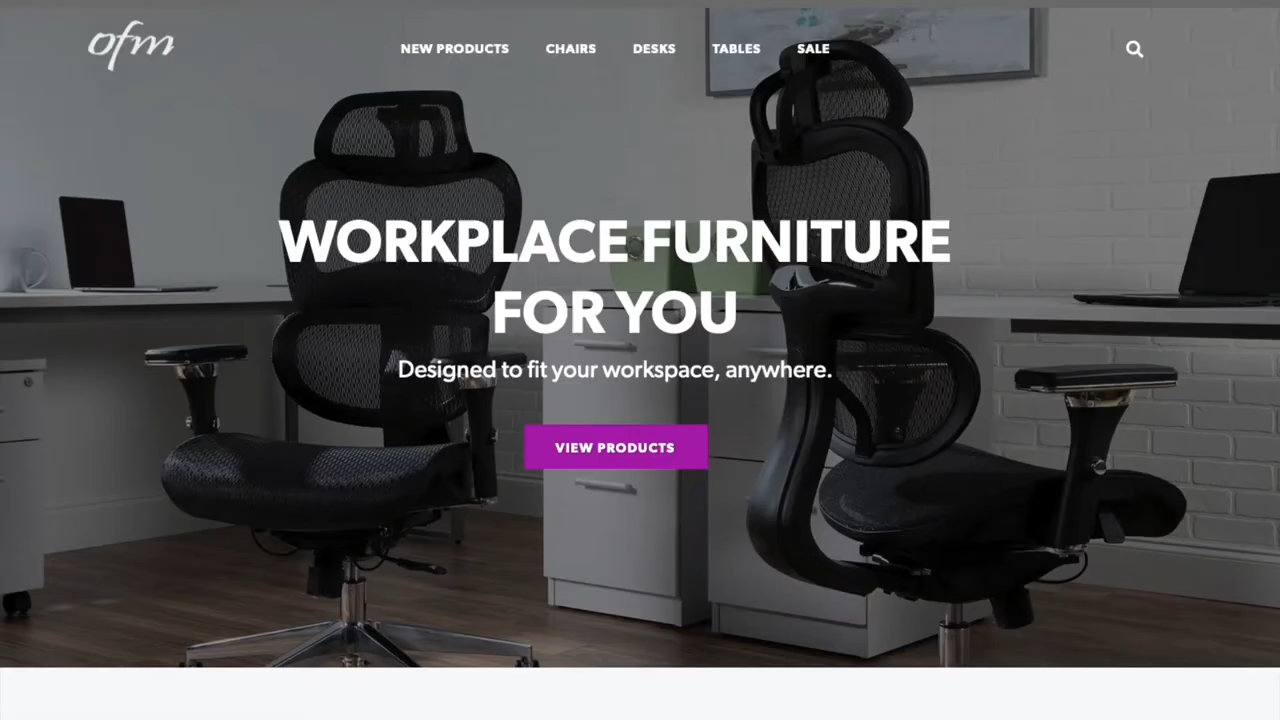 ofm
NEW PRODUCTS CHAIRS DESKS TABLES SALE
WORKPLACE FURNITURE
FOR YOU
Designed to fit your workspace, anywhere.
VIEW PRODUCTS